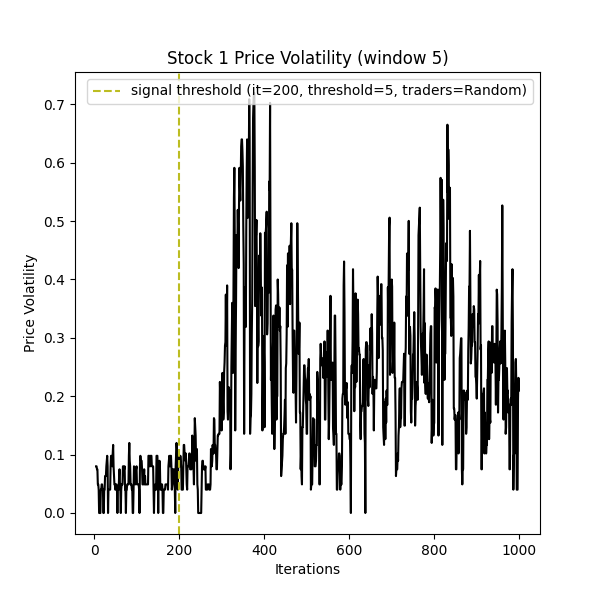 Stock 1 Price Volatility (window 5)
signal threshold (it=200, threshold=5, traders=Random)
0.7
0.6
0.5
0.4
0.3
0.2
0.1
0.0
Price Volatility
0 200 400 600 800 1000
Iterations